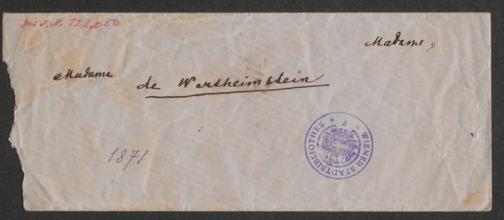 Madame,
Madame de Wertheimstein
1871
WIENER STADTBIBLIOTHEK